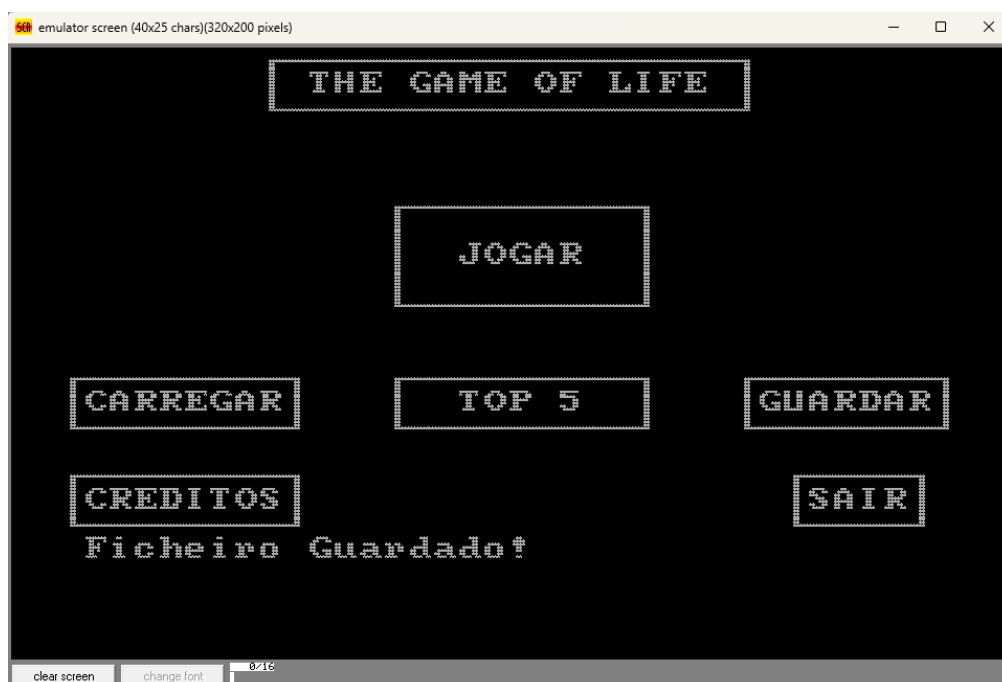 SCR emulator screen (40x25 chars)(320x200 pixels)
THE GAME OF LIFE
JOGAR
CARREGAR TOP 5 GUARDAR
CREDITOS SAIR
Ficheiro Guardado!
clear screen change font 0/16